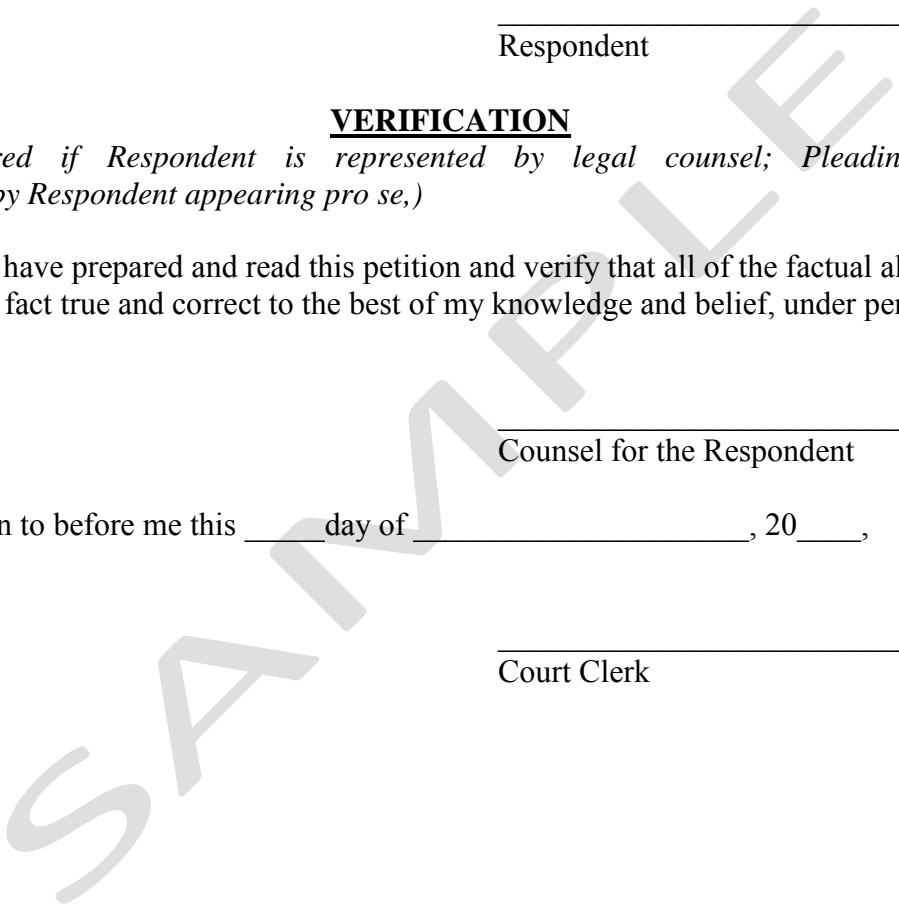 Respondent
VERIFICATION
red if Respondent is represented by legal counsel; Pleadin
by Respondent appearing pro se,)
have prepared and read this petition and verify that all of the factual al
fact true and correct to the best of my knowledge and belief, under per
Counsel for the Respondent
n to before me this _____day of _____________________, 20____,
Court Clerk
SAMPLE